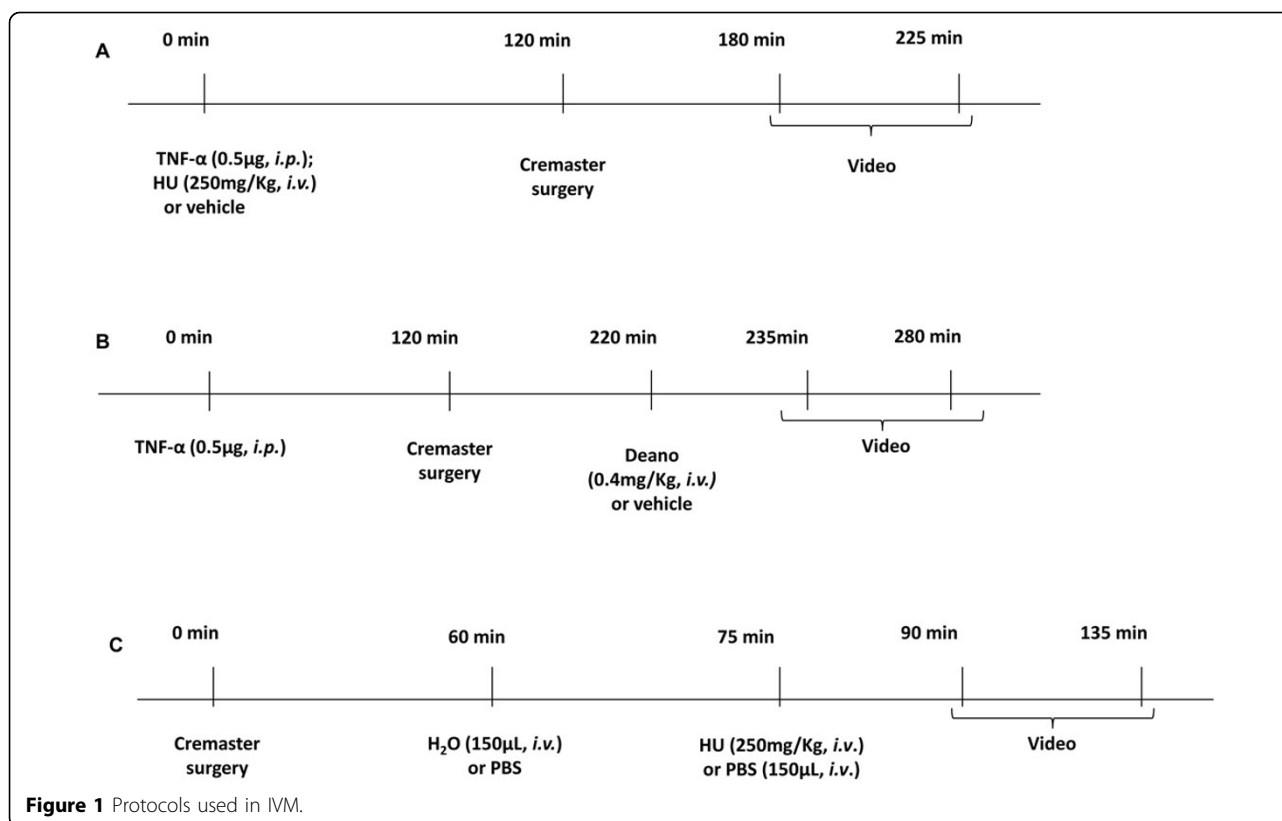 A
0 min 120 min 180 min 225 min
TNF-α (0.5µg, i.p.);
HU (250mg/Kg, i.v.)
or vehicle
Cremaster
surgery
Video
B
0 min 120 min 220 min 235min 280 min
TNF-α (0.5µg, i.p.)
Cremaster
surgery
Deano
(0.4mg/Kg, i.v.)
or vehicle
Video
C
0 min 60 min 75 min 90 min 135 min
Cremaster
surgery
H₂O (150µL, i.v.)
or PBS
HU (250mg/Kg, i.v.)
or PBS (150µL, i.v.)
Video
Figure 1 Protocols used in IVM.